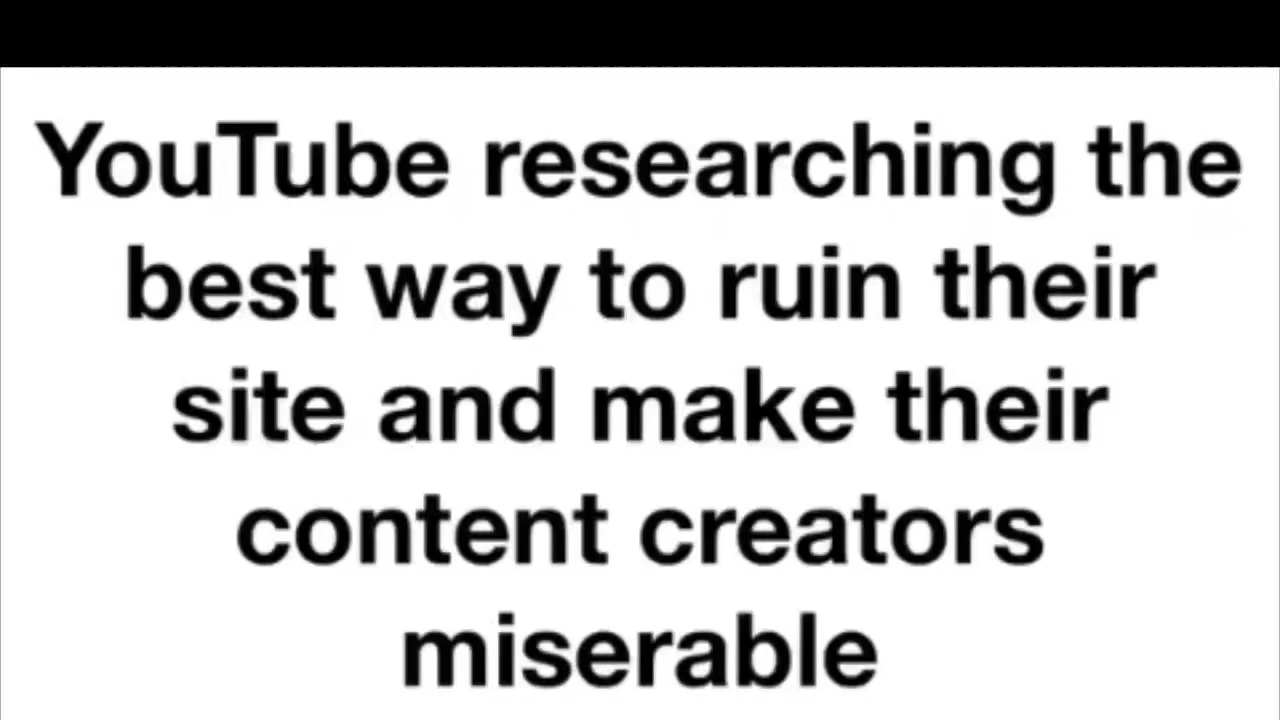 YouTube researching the
best way to ruin their
site and make their
content creators
miserable